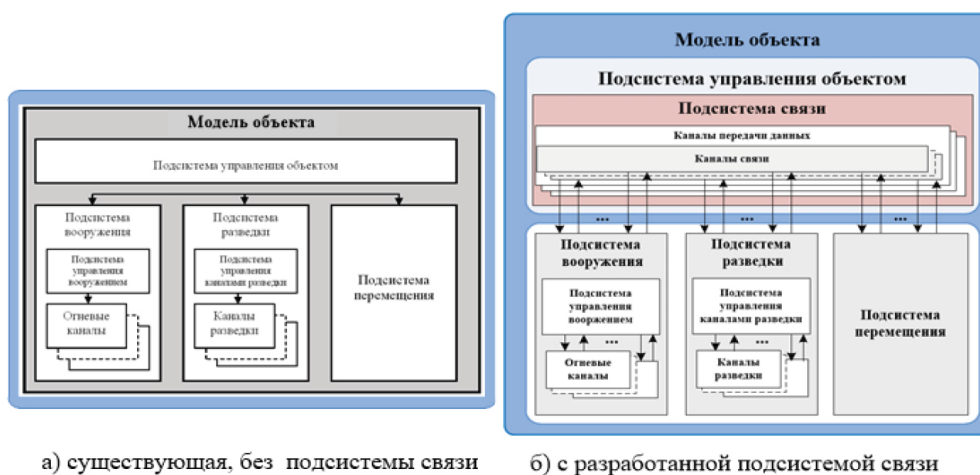 Модель объекта
Подсистема управления объектом
Подсистема
вооружения
Подсистема
управления
вооружением
Огневые
каналы
Подсистема
разведки
Подсистема
управления
каналами разведки
Каналы
разведки
Подсистема
перемещения
а) существующая, без подсистемы связи
Модель объекта
Подсистема управления объектом
Подсистема связи
Каналы передачи данных
Каналы связи
...
...
...
Подсистема
вооружения
Подсистема
управления
вооржением
...
Огневые
каналы
Подсистема
разведки
Подсистема
управления
каналами разведки
...
Каналы
разведки
Подсистема
перемещения
б) с разработанной подсистемой связи